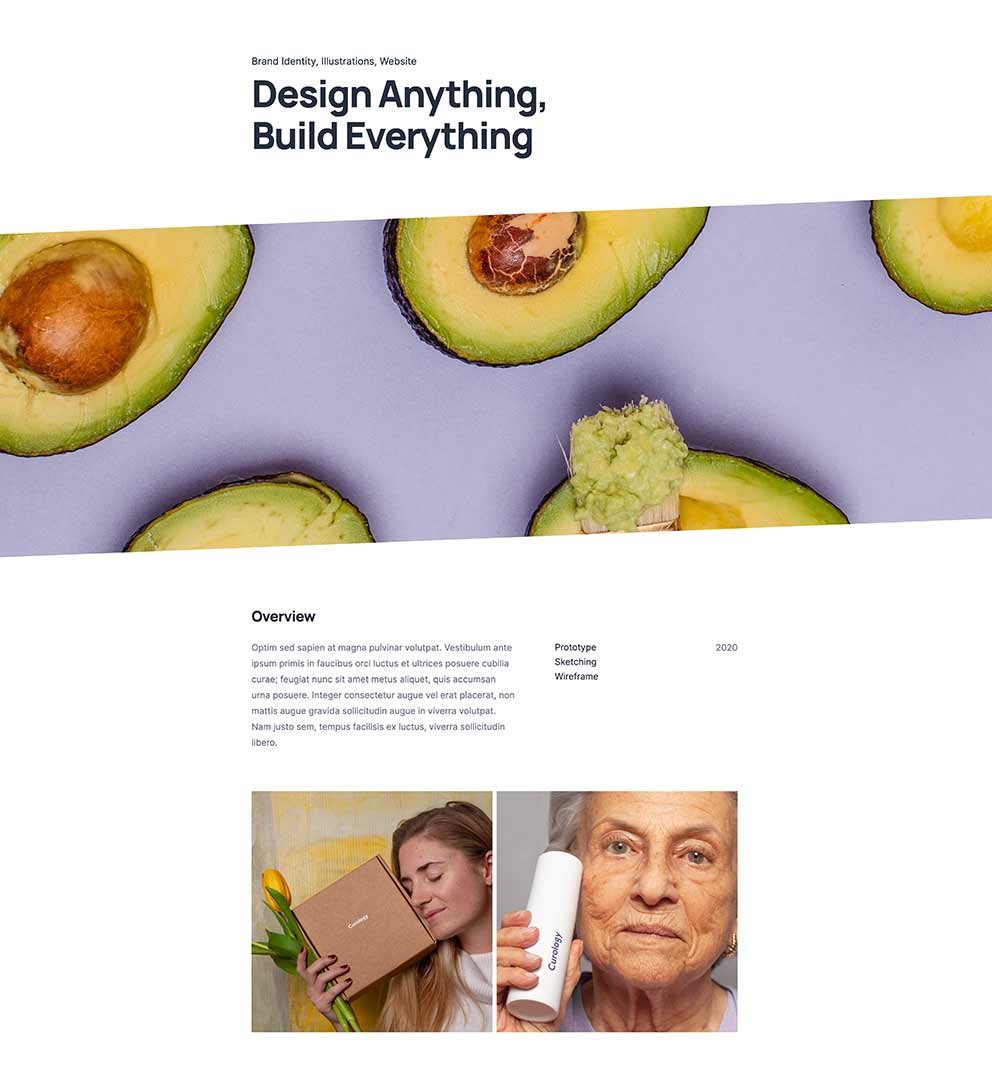 Brand Identity, Illustrations, Website
Design Anything,
Build Everything
Overview
Optim sed sapien at magna pulvinar volutpat. Vestibulum ante
ipsum primis in faucibus orci luctus et ultrices posuere cubilia
curae; feugiat nunc sit amet metus aliquet, quis accumsan
urna posuere. Integer consectetur augue vel erat placerat, non
mattis augue gravida sollicitudin augue in viverra volutpat.
Nam justo sem, tempus facilisis ex luctus, viverra sollicitudin
libero.
Prototype
2020
Sketching
Wireframe
Curology
Curology